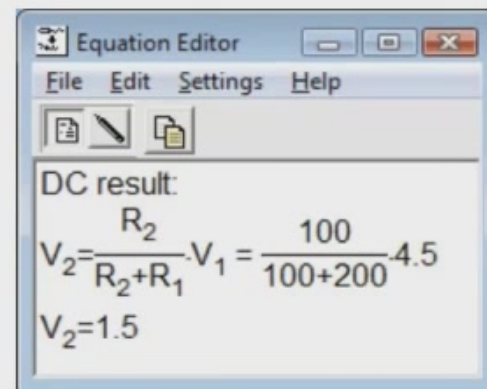 Equation Editor
File Edit Settings Help
DC result:
V₂=R₂/(R₂+R₁)·V₁ = 100/(100+200)·4.5
V₂=1.5